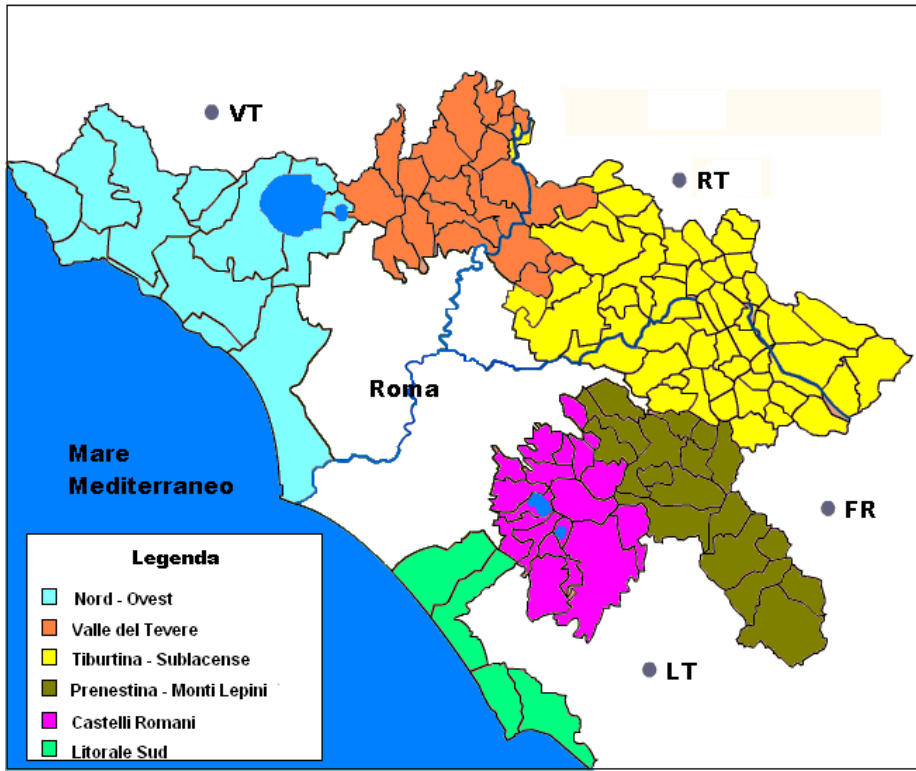 VT
RT
Roma
Mare
Mediterraneo
FR
LT
Legenda
Nord - Ovest
Valle del Tevere
Tiburtina - Sublacense
Prenestina - Monti Lepini
Castelli Romani
Litorale Sud